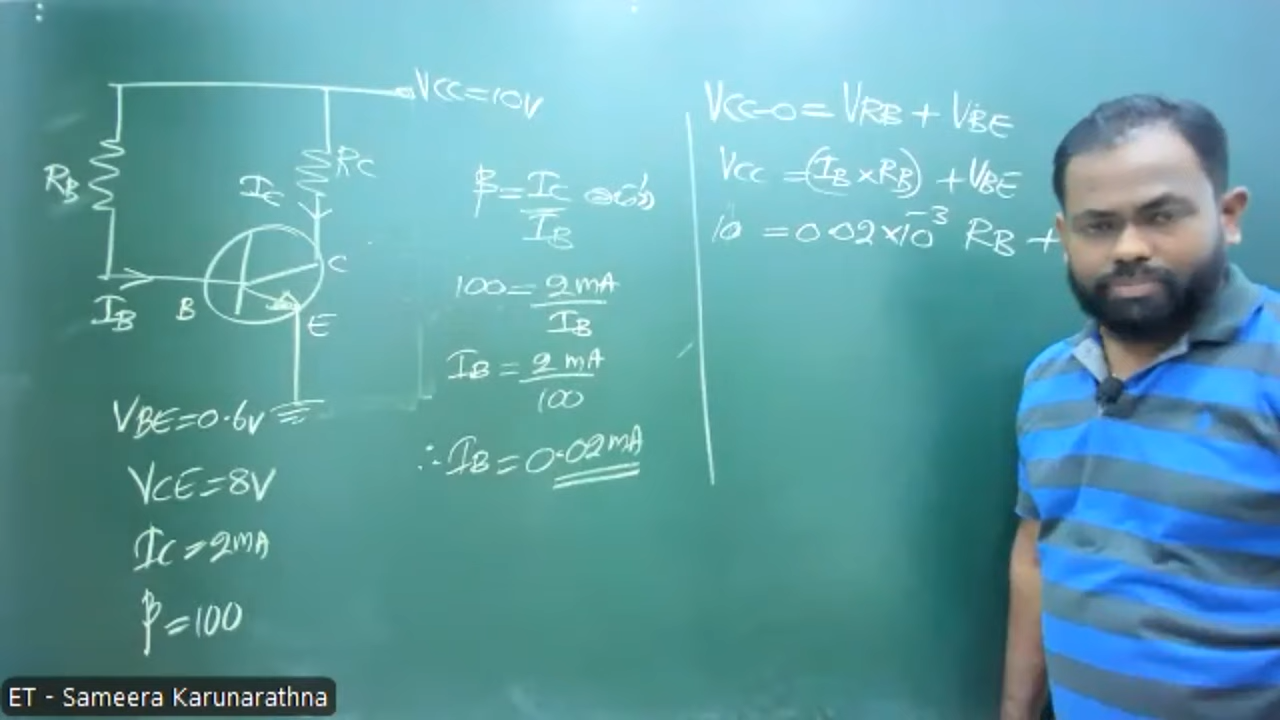 VCC=10V
RB
RC
IC
C
IB
B
E
VBE=0.6V
VCE=8V
IC=2mA
β=100
β=IC/IB
100=2mA/IB
IB=2mA/100
∴IB=0.02mA
VCC-0=VRB+VBE
VCC=(IB×RB)+VBE
10=0.02×10⁻³ RB+
ET - Sameera Karunarathna